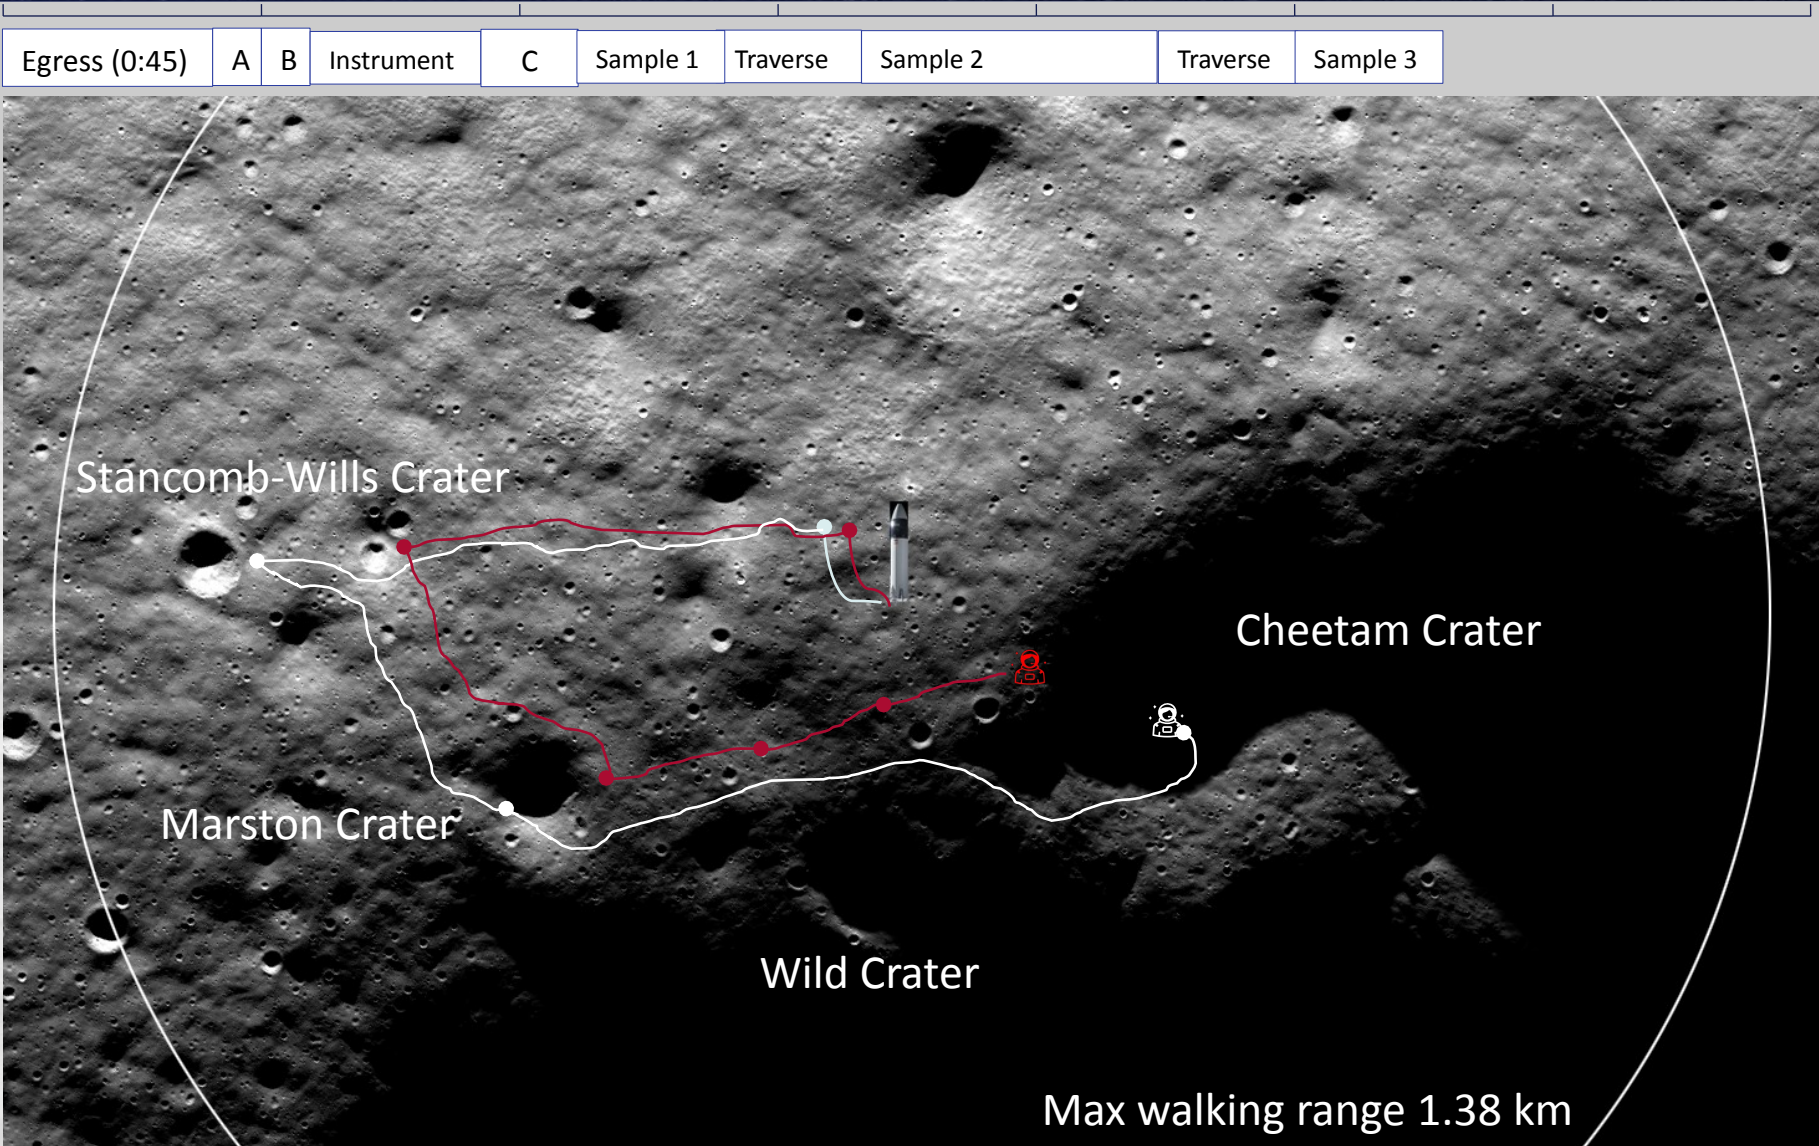 Egress (0:45) A B Instrument C Sample 1 Traverse Sample 2 Traverse Sample 3
Stancomb-Wills Crater
Cheetam Crater
Marston Crater
Wild Crater
Max walking range 1.38 km